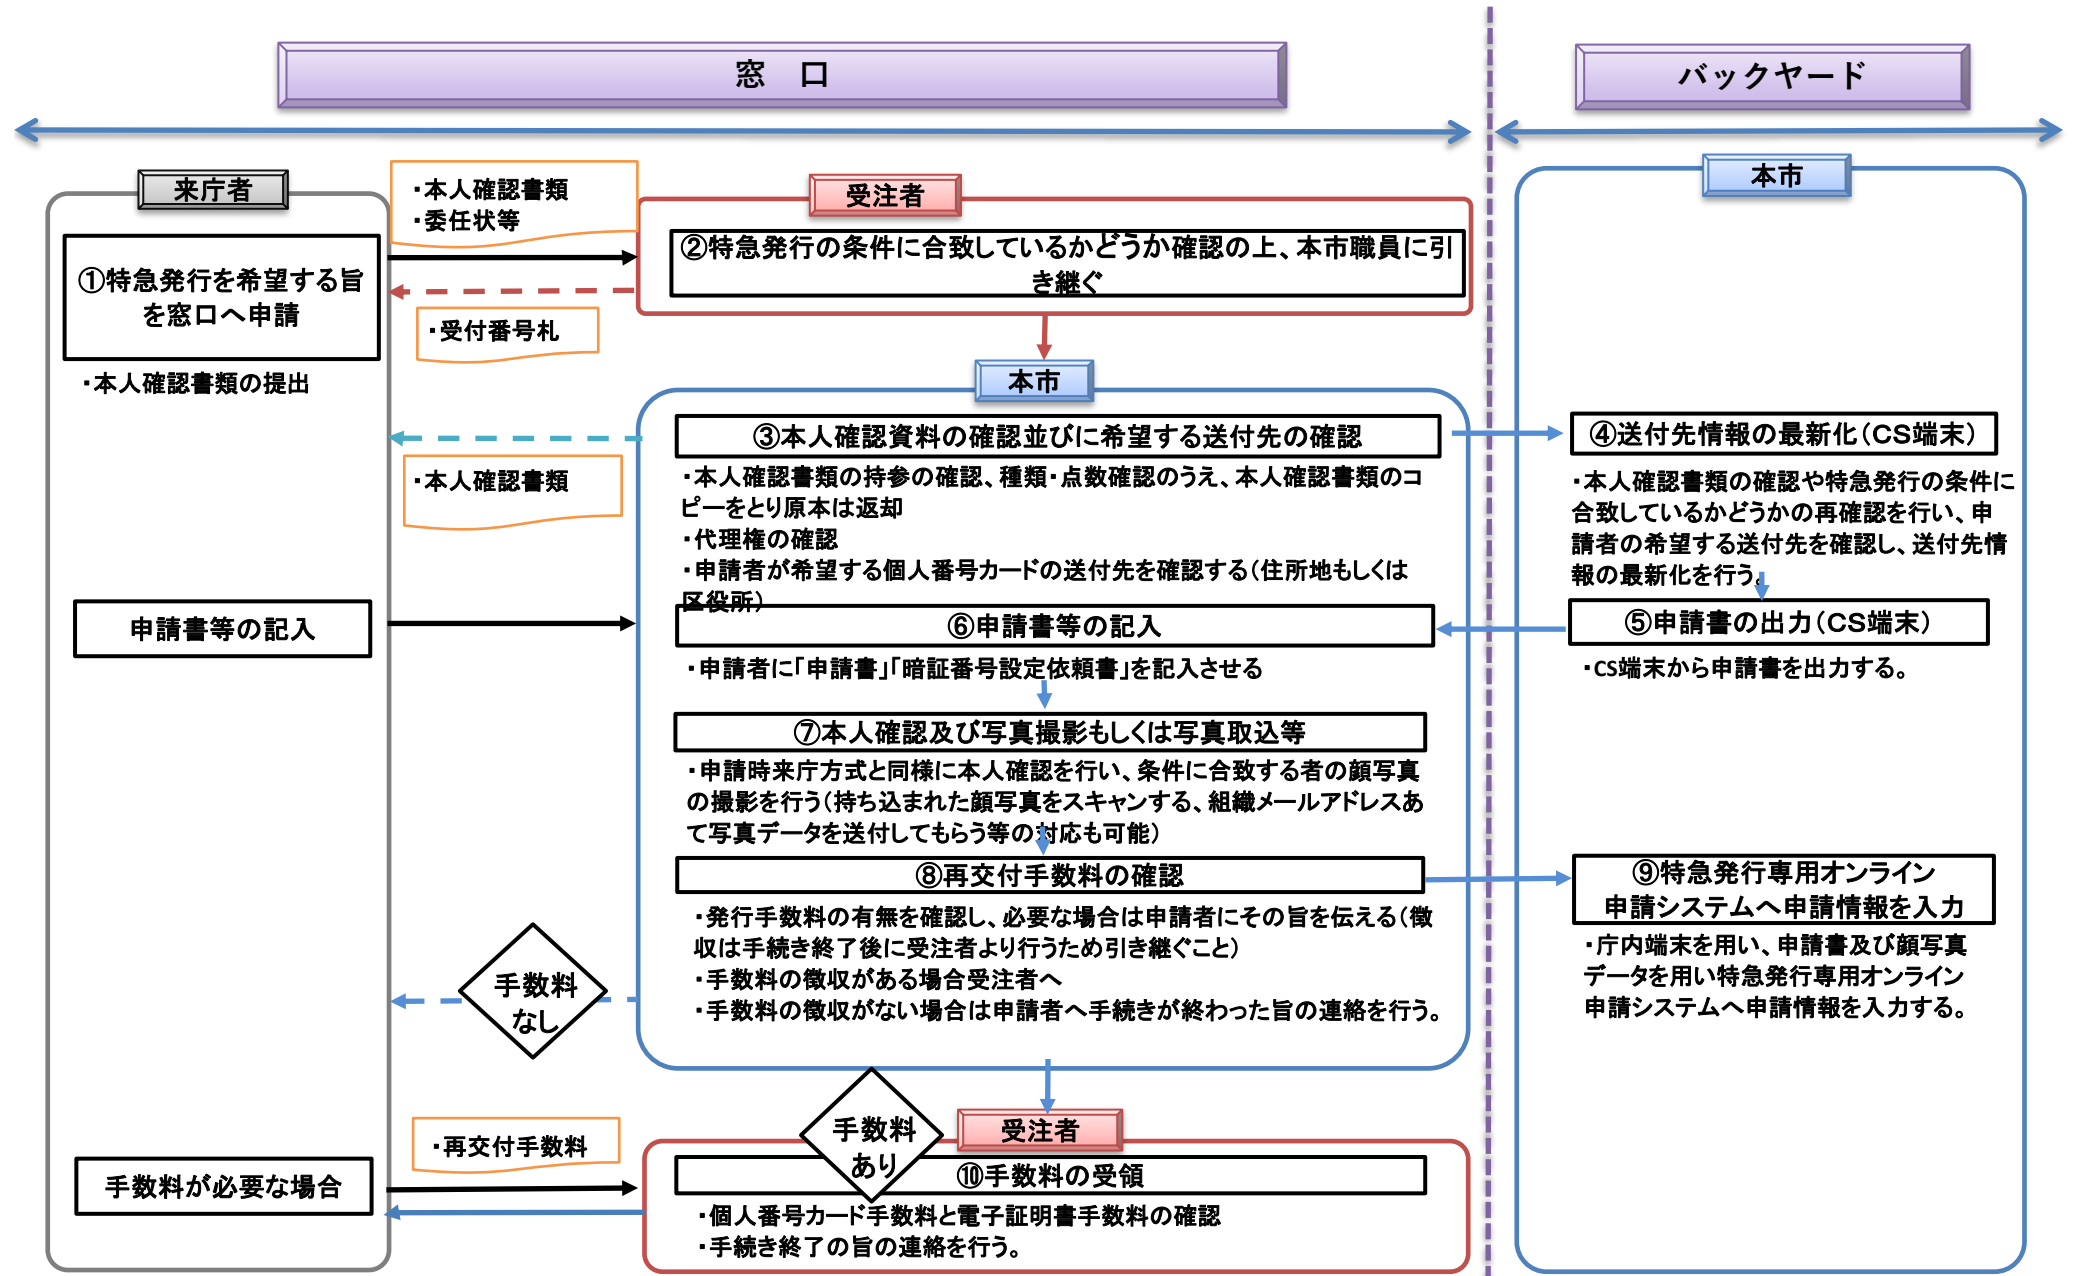 窓　口
バックヤード
来庁者
・本人確認書類
・委任状等
受注者
本市
①特急発行を希望する旨
を窓口へ申請
②特急発行の条件に合致しているかどうか確認の上、本市職員に引
き継ぐ
・受付番号札
・本人確認書類の提出
本市
③本人確認資料の確認並びに希望する送付先の確認
④送付先情報の最新化（CS端末）
・本人確認書類
・本人確認書類の持参の確認、種類・点数確認のうえ、本人確認書類のコ
ピーをとり原本は返却
・代理権の確認
・申請者が希望する個人番号カードの送付先を確認する（住所地もしくは
区役所）
・本人確認書類の確認や特急発行の条件に
合致しているかどうかの再確認を行い、申
請者の希望する送付先を確認し、送付先情
報の最新化を行う。
申請書等の記入
⑥申請書等の記入
⑤申請書の出力（CS端末）
・申請者に「申請書」「暗証番号設定依頼書」を記入させる
・CS端末から申請書を出力する。
⑦本人確認及び写真撮影もしくは写真取込等
・申請時来庁方式と同様に本人確認を行い、条件に合致する者の顔写真
の撮影を行う（持ち込まれた顔写真をスキャンする、組織メールアドレスあ
て写真データを送付してもらう等の対応も可能）
⑧再交付手数料の確認
⑨特急発行専用オンライン
申請システムへ申請情報を入力
・発行手数料の有無を確認し、必要な場合は申請者にその旨を伝える（徴
収は手続き終了後に受注者より行うため引き継ぐこと）
・手数料の徴収がある場合受注者へ
・手数料の徴収がない場合は申請者へ手続きが終わった旨の連絡を行う。
・庁内端末を用い、申請書及び顔写真
データを用い特急発行専用オンライン
申請システムへ申請情報を入力する。
手数料
なし
手数料
あり
受注者
・再交付手数料
手数料が必要な場合
⑩手数料の受領
・個人番号カード手数料と電子証明書手数料の確認
・手続き終了の旨の連絡を行う。